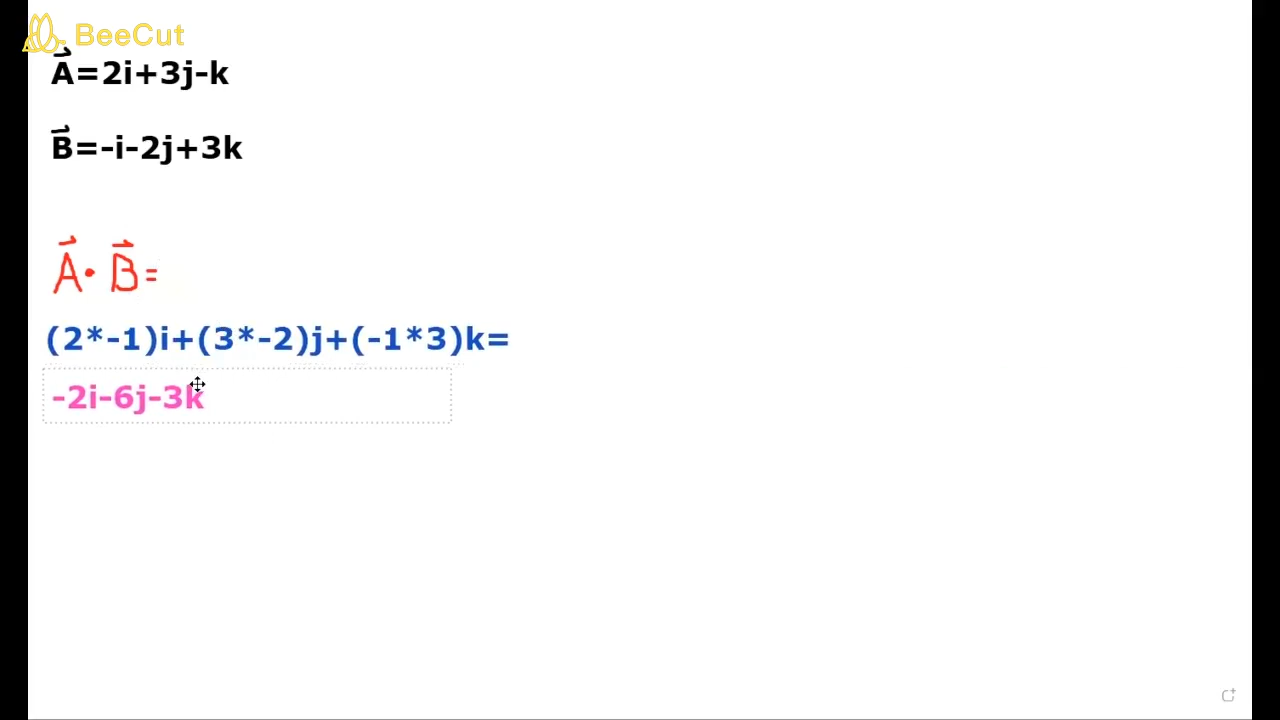 BeeCut
A⃗=2i+3j-k
B⃗=-i-2j+3k
A⃗·B⃗=
(2*-1)i+(3*-2)j+(-1*3)k=
-2i-6j-3k